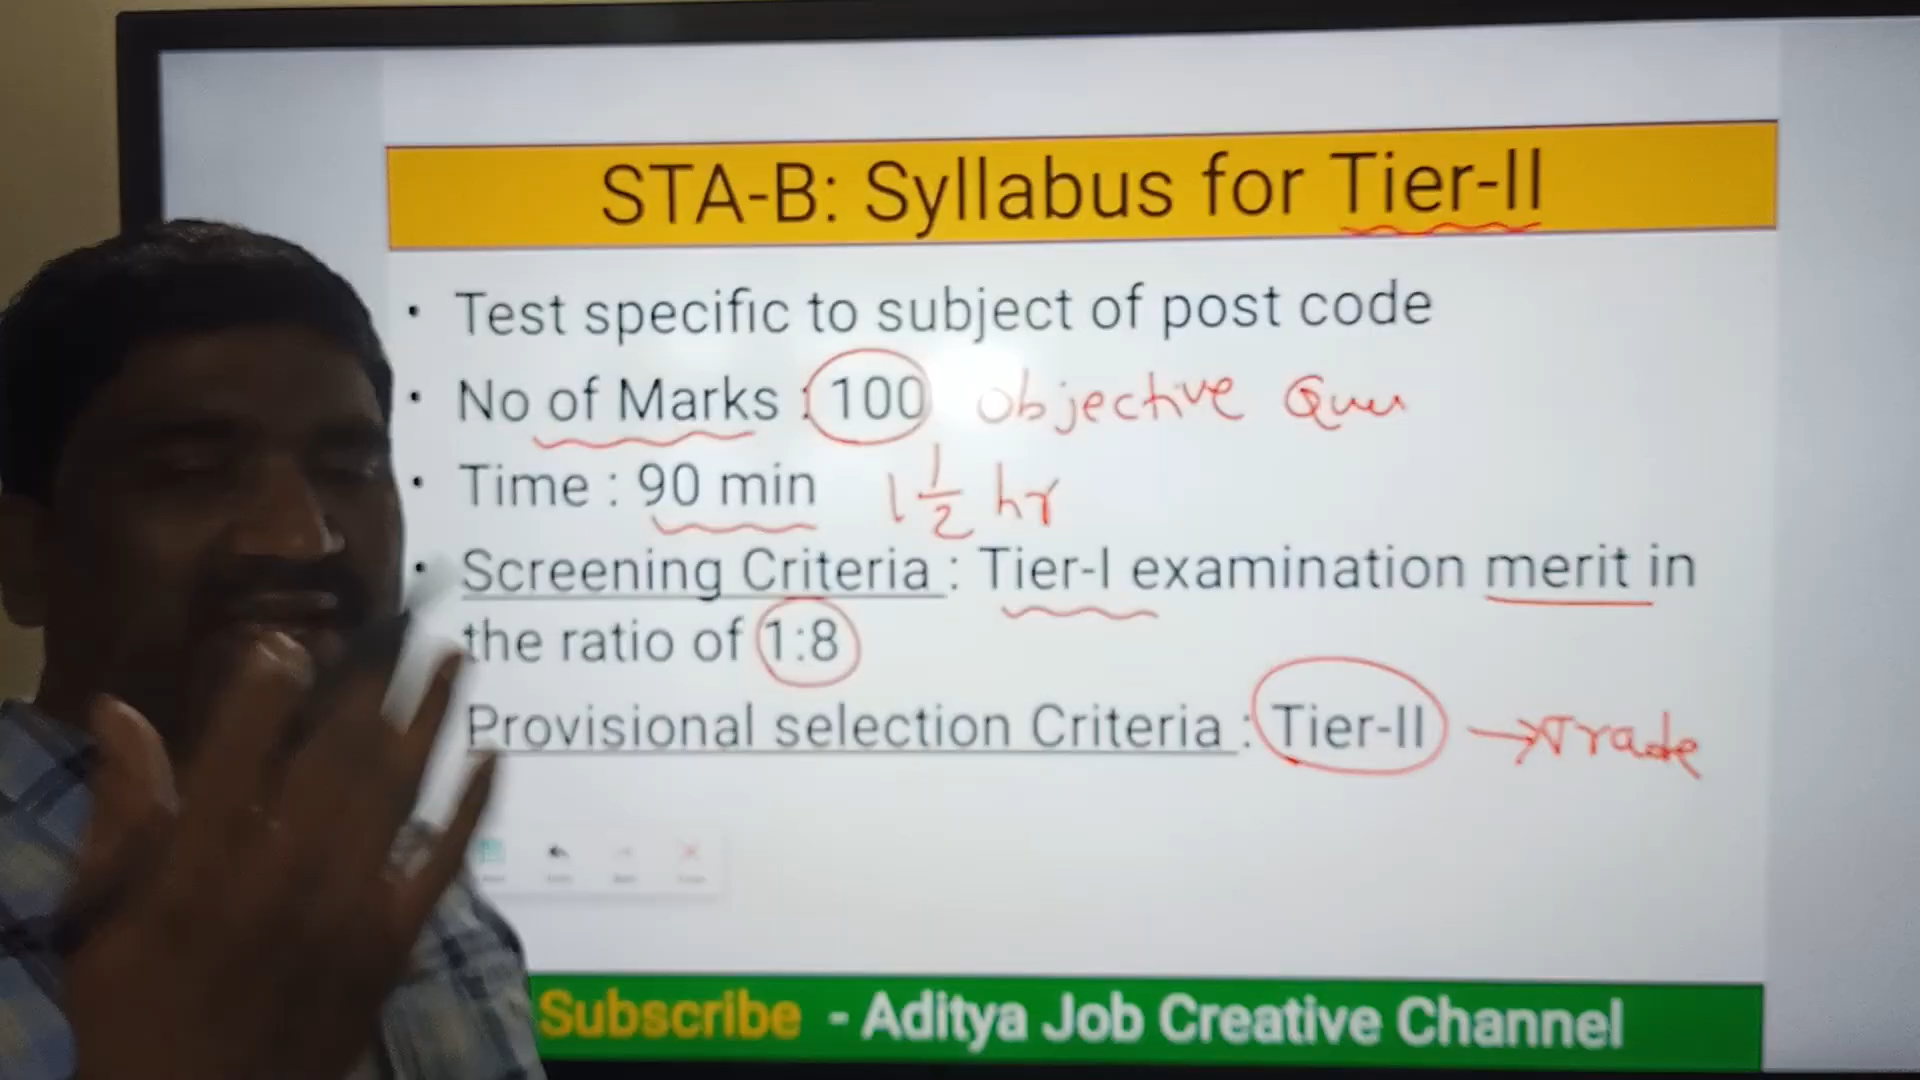 STA-B: Syllabus for Tier-II
• Test specific to subject of post code
• No of Marks : 100 Objective
• Time : 90 min 1 1/2 hr
• Screening Criteria : Tier-I examination merit in
the ratio of 1:8
Provisional selection Criteria : Tier-II → Trade
Subscribe - Aditya Job Creative Channel